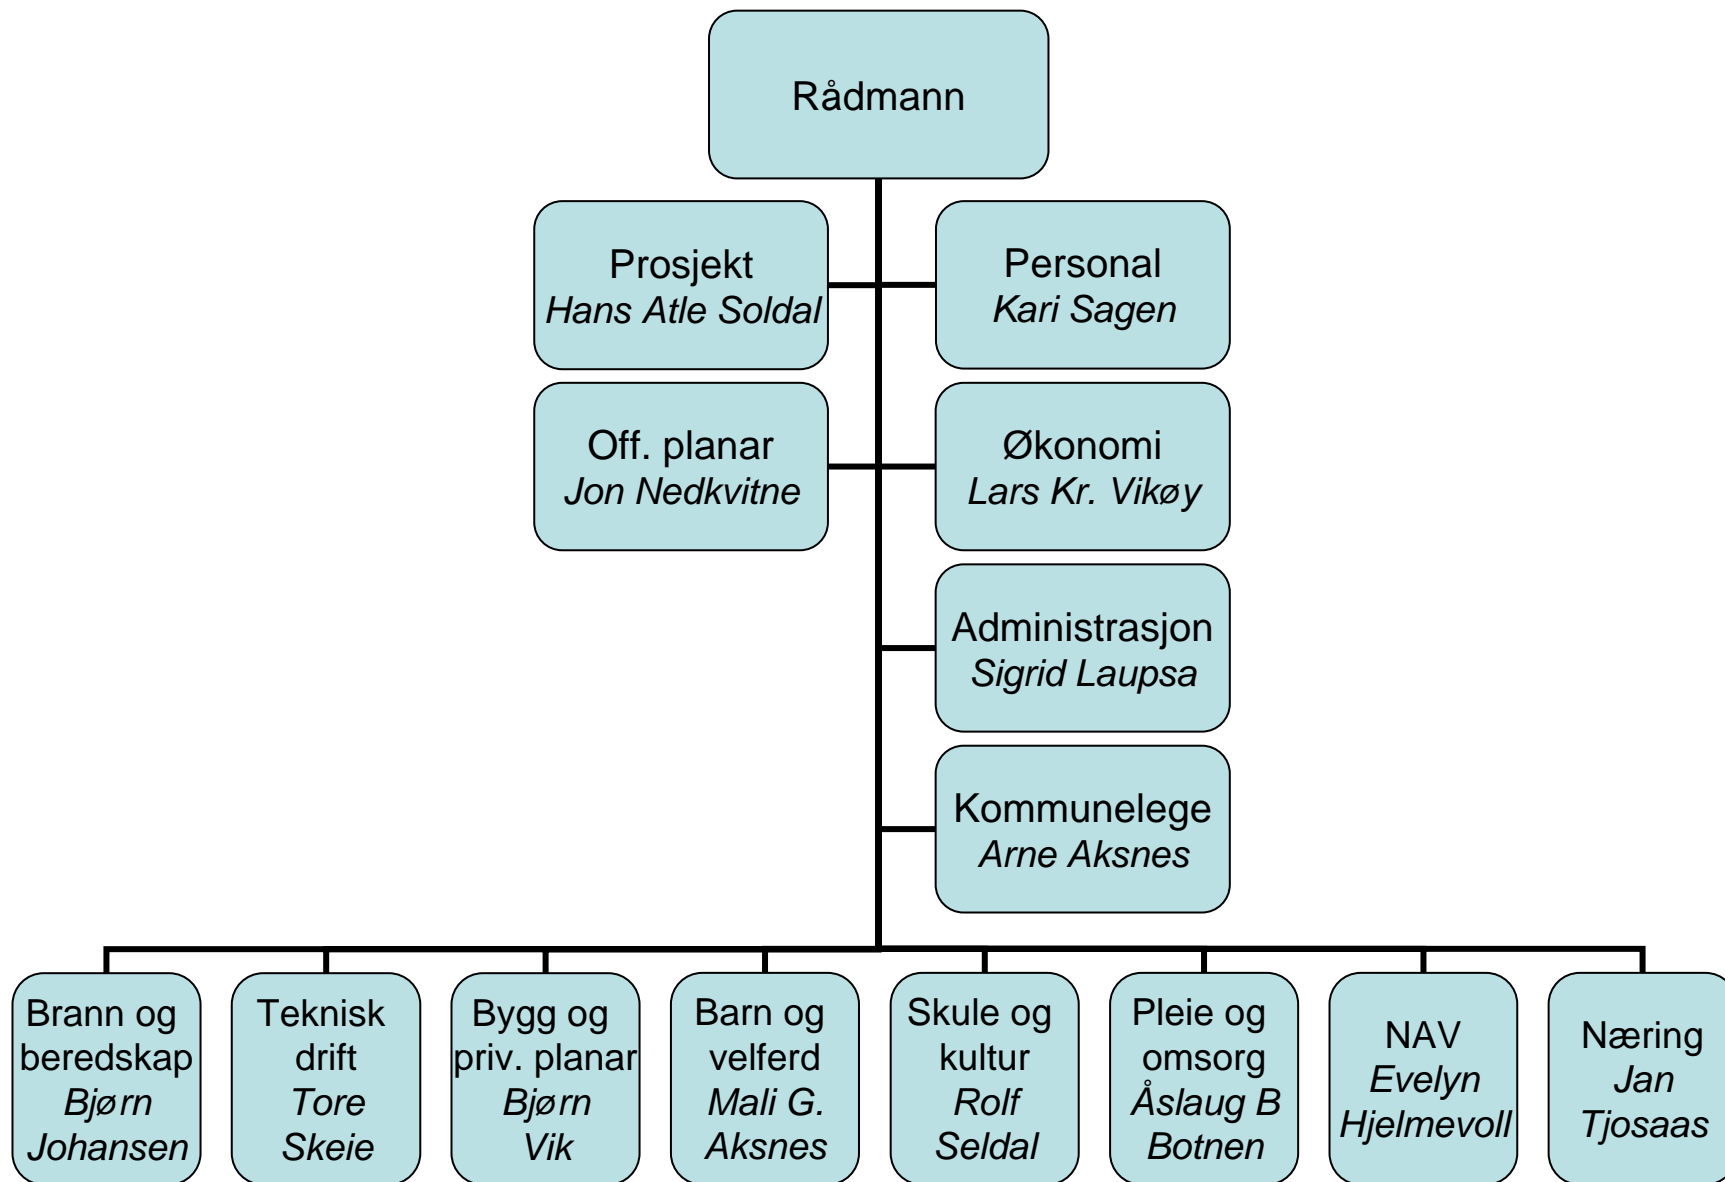 Rådmann
Prosjekt
Hans Atle Soldal
Personal
Kari Sagen
Off. planar
Jon Nedkvitne
Økonomi
Lars Kr. Vikøy
Administrasjon
Sigrid Laupsa
Kommunelege
Arne Aksnes
Brann og
beredskap
Bjørn
Johansen
Teknisk
drift
Tore
Skeie
Bygg og
priv. planar
Bjørn
Vik
Barn og
velferd
Mali G.
Aksnes
Skule og
kultur
Rolf
Seldal
Pleie og
omsorg
Åslaug B
Botnen
NAV
Evelyn
Hjelmevoll
Næring
Jan
Tjosaas